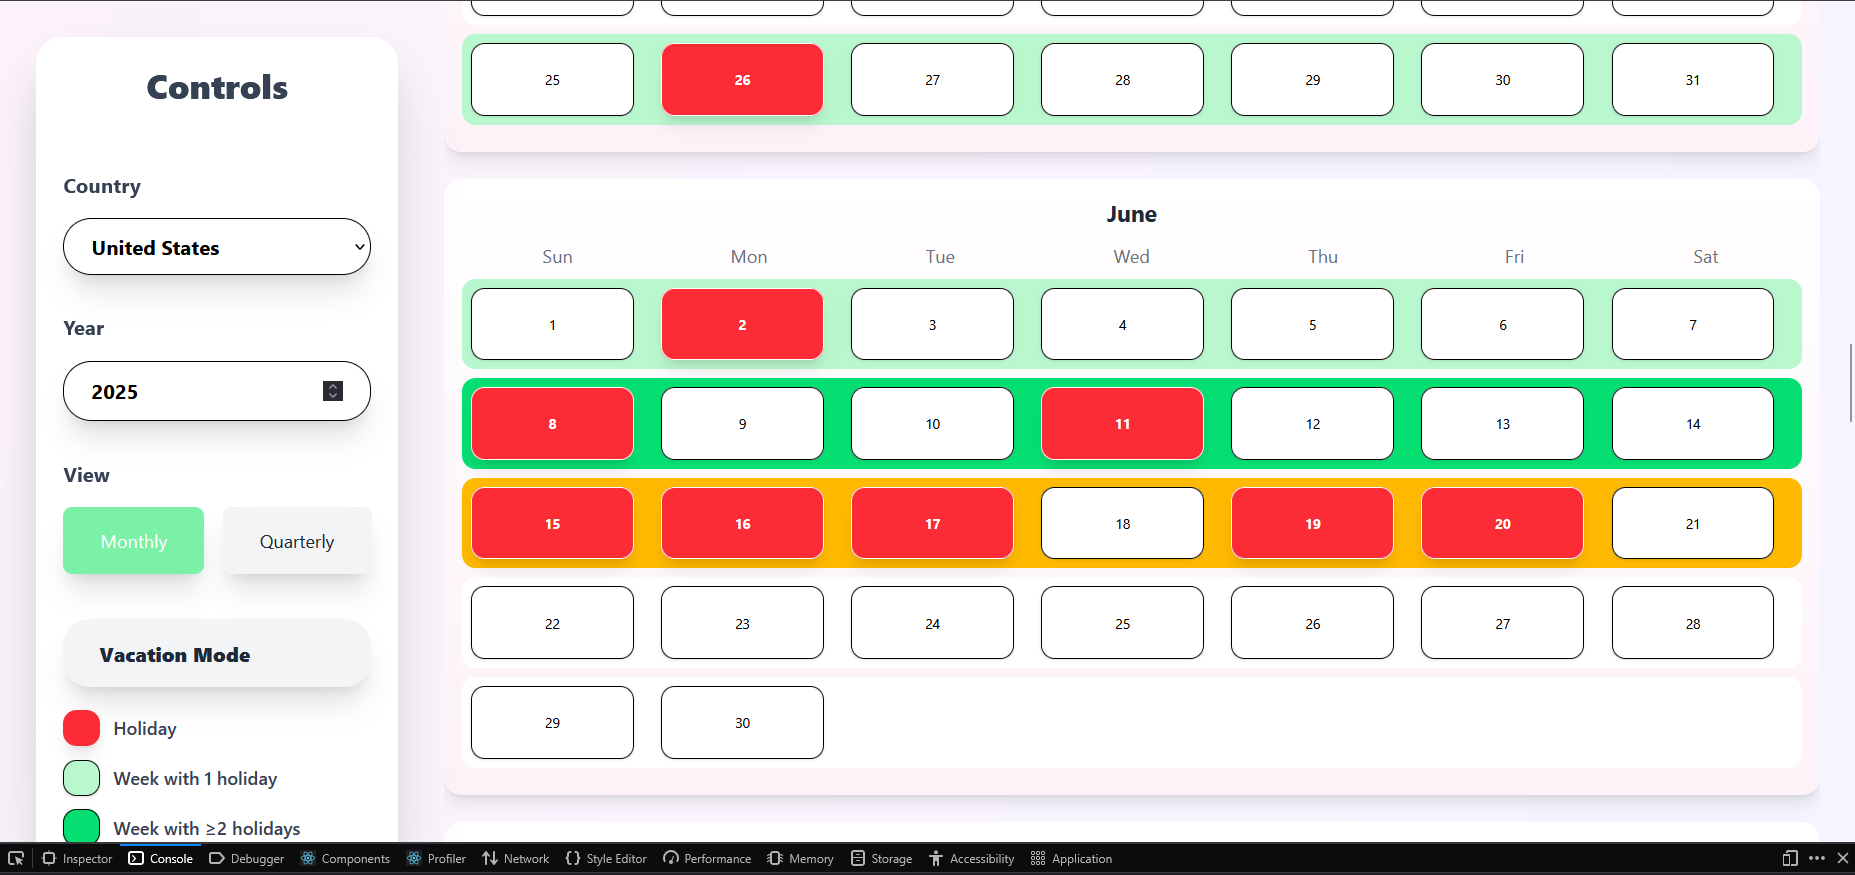 Controls
Country
United States
Year
2025
View
Monthly Quarterly
Vacation Mode
Holiday
Week with 1 holiday
Week with ≥2 holidays
25 26 27 28 29 30 31
June
Sun Mon Tue Wed Thu Fri Sat
1 2 3 4 5 6 7
8 9 10 11 12 13 14
15 16 17 18 19 20 21
22 23 24 25 26 27 28
29 30
Inspector Console Debugger Components Profiler Network Style Editor Performance Memory Storage Accessibility Application